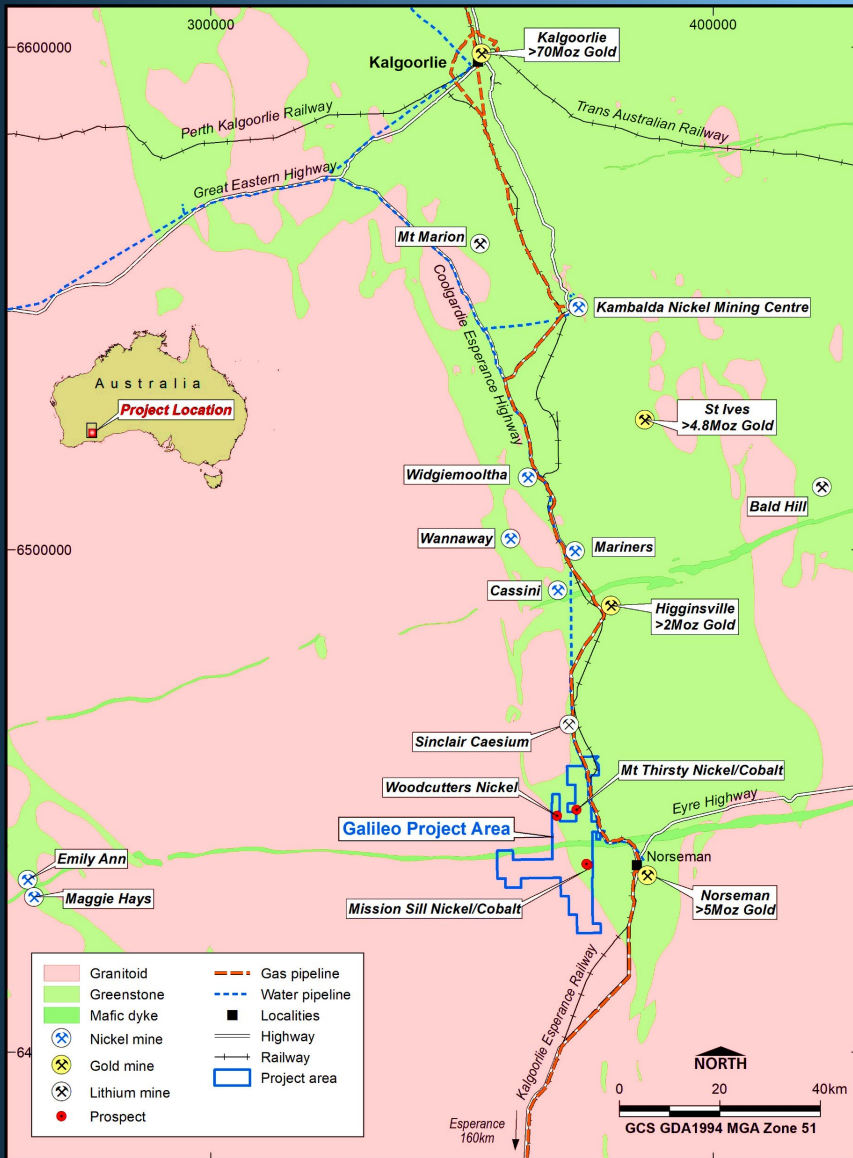 300000
400000
6600000
Kalgoorlie
>70Moz Gold
Kalgoorlie
Perth Kalgoorlie Railway
Trans Australian Railway
Great Eastern Highway
Mt Marion
Coolgardie Esperance Highway
Kambalda Nickel Mining Centre
Australia
Project Location
St Ives
>4.8Moz Gold
Widgiemooltha
Bald Hill
Wannaway
Mariners
6500000
Cassini
Higginsville
>2Moz Gold
Sinclair Caesium
Mt Thirsty Nickel/Cobalt
Woodcutters Nickel
Eyre Highway
Galileo Project Area
Norseman
Emily Ann
Maggie Hays
Mission Sill Nickel/Cobalt
Norseman
>5Moz Gold
Granitoid
Greenstone
Mafic dyke
Nickel mine
Gold mine
Lithium mine
Prospect
Gas pipeline
Water pipeline
Localities
Highway
Railway
Project area
64
Kalgoorlie Esperance Railway
Esperance
160km
NORTH
0 20 40km
GCS GDA1994 MGA Zone 51